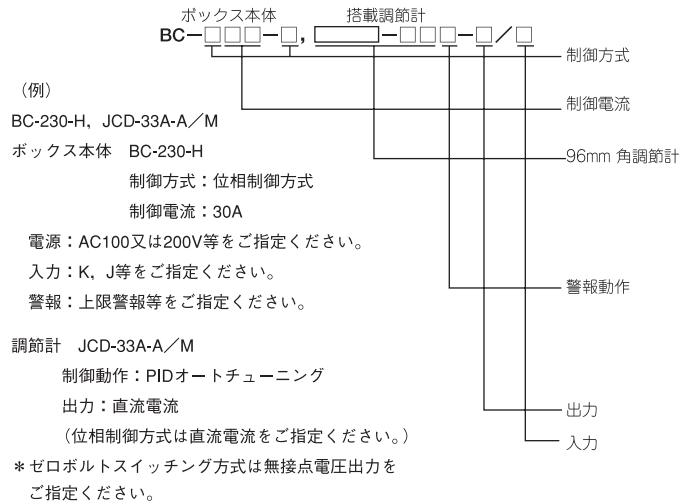 ボックス本体　搭載調節計
BC－□□□－□, □－□□□－□／□
制御方式
制御電流
96mm 角調節計
警報動作
出力
入力
（例）
BC-230-H，JCD-33A-A／M
ボックス本体　BC-230-H
制御方式：位相制御方式
制御電流：30A
電源：AC100又は200V等をご指定ください。
入力：K，J等をご指定ください。
警報：上限警報等をご指定ください。
調節計　JCD-33A-A／M
制御動作：PIDオートチューニング
出力：直流電流
（位相制御方式は直流電流をご指定ください。）
＊ゼロボルトスイッチング方式は無接点電圧出力を
ご指定ください。